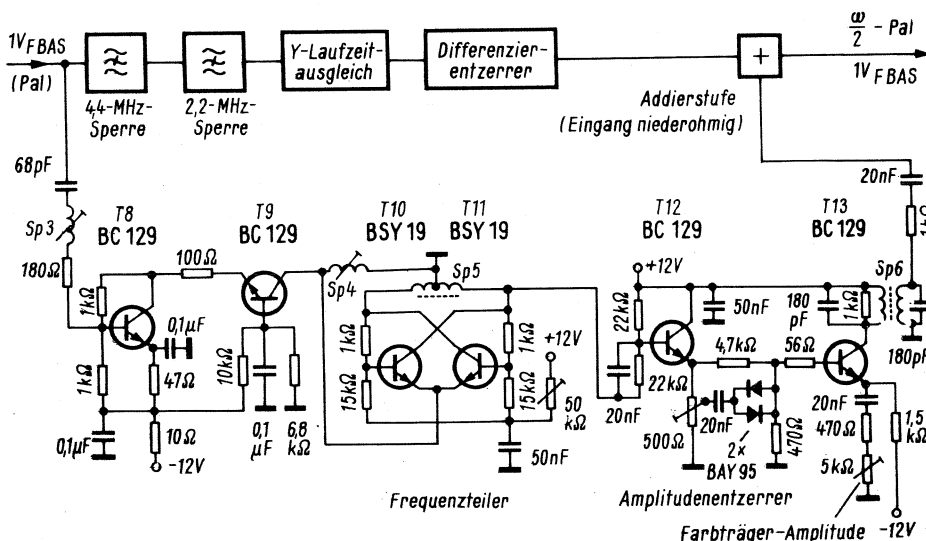 1V FBAS
(Pal)
4,4-MHz-
Sperre
2,2-MHz-
Sperre
Y-Laufzeit-
ausgleich
Differenzier-
entzerrer
+
Addierstufe
(Eingang niederohmig)
ω/2 - Pal
1V FBAS
68pF
Sp3
180Ω
T8
BC 129
100Ω
1kΩ
1kΩ
0,1µF
47Ω
0,1µF
10Ω
-12V
T9
BC 129
10kΩ
0,1
µF
6,8
kΩ
Sp4
T10
BSY 19
T11
BSY 19
Sp5
1kΩ
15kΩ
1kΩ
15kΩ
+12V
50
kΩ
50nF
Frequenzteiler
T12
BC 129
+12V
22kΩ
22kΩ
20nF
50nF
4,7kΩ
500Ω
20nF
2x
BAY 95
470Ω
56Ω
Amplitudenentzerrer
T13
BC 129
180
pF
1kΩ
Sp6
180pF
20nF
20nF
470Ω
5kΩ
1,5
kΩ
-12V
Farbträger-Amplitude